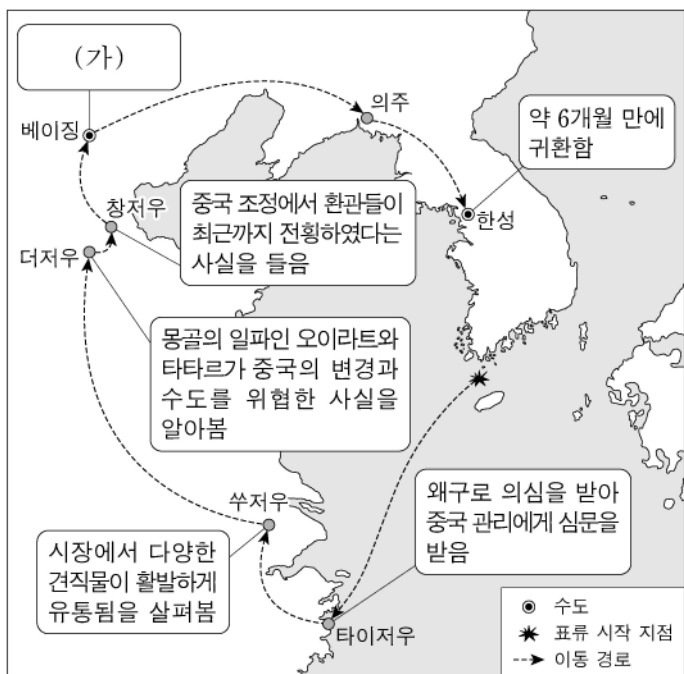 (가)
베이징
의주
약 6개월 만에
귀환함
창저우
중국 조정에서 환관들이
최근까지 전횡하였다는
사실을 들음
한성
더저우
몽골의 일파인 오이라트와
타타르가 중국의 변경과
수도를 위협한 사실을
알아봄
쑤저우
왜구로 의심을 받아
중국 관리에게 심문을
받음
시장에서 다양한
견직물이 활발하게
유통됨을 살펴봄
타이저우
수도
표류 시작 지점
이동 경로